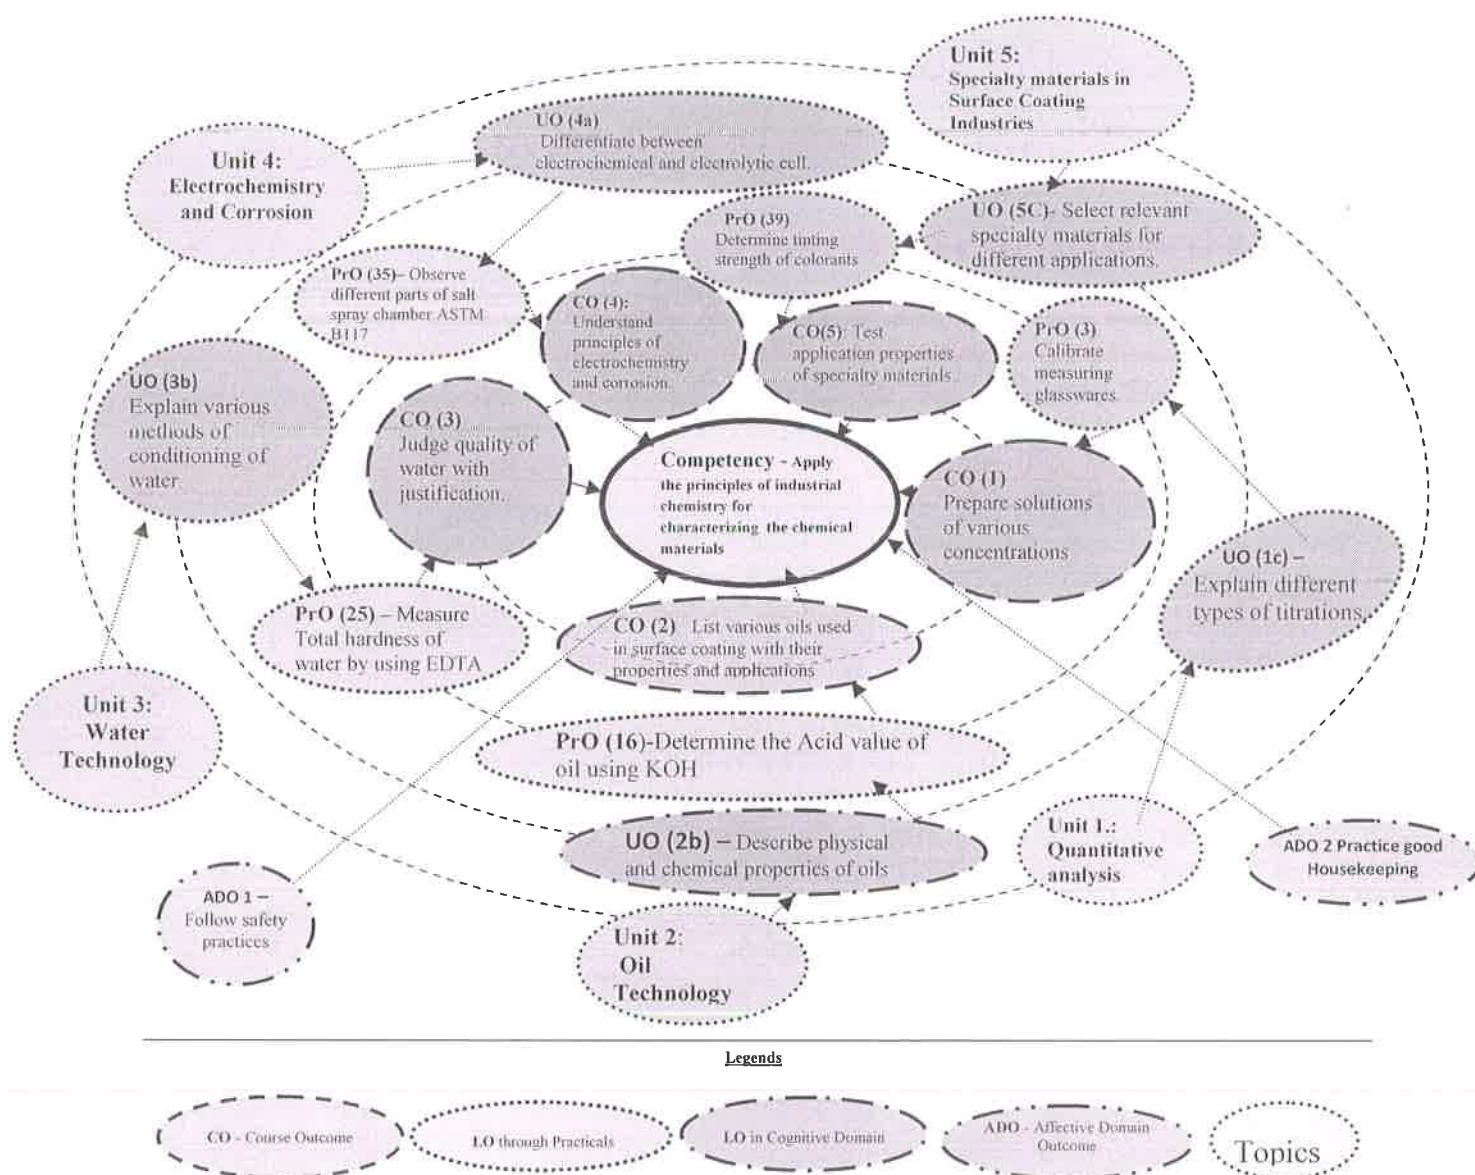 Unit 5:
Specialty materials in
Surface Coating
Industries
UO (4a)
Differentiate between
electrochemical and electrolytic cell.
Unit 4:
Electrochemistry
and Corrosion
UO (5C)- Select relevant
specialty materials for
different applications.
PrO (39)
Determine tinting
strength of colorants
PrO (35)– Observe
different parts of salt
spray chamber ASTM
B117
CO (4):
Understand
principles of
electrochemistry
and corrosion.
CO(5): Test
application properties
of specialty materials
PrO (3)
Calibrate
measuring
glasswares
UO (3b)
Explain various
methods of
conditioning of
water
CO (3)
Judge quality of
water with
justification.
Competency - Apply
the principles of industrial
chemistry for
characterizing the chemical
materials
CO (1)
Prepare solutions
of various
concentrations
UO (1c) –
Explain different
types of titrations.
PrO (25) – Measure
Total hardness of
water by using EDTA
CO (2) List various oils used
in surface coating with their
properties and applications
Unit 3:
Water
Technology
PrO (16)-Determine the Acid value of
oil using KOH
UO (2b) – Describe physical
and chemical properties of oils
Unit 1.:
Quantitative
analysis
ADO 2 Practice good
Housekeeping
ADO 1 –
Follow safety
practices
Unit 2:
Oil
Technology
Legends
CO - Course Outcome
LO through Practicals
LO in Cognitive Domain
ADO - Affective Domain
Outcome
Topics